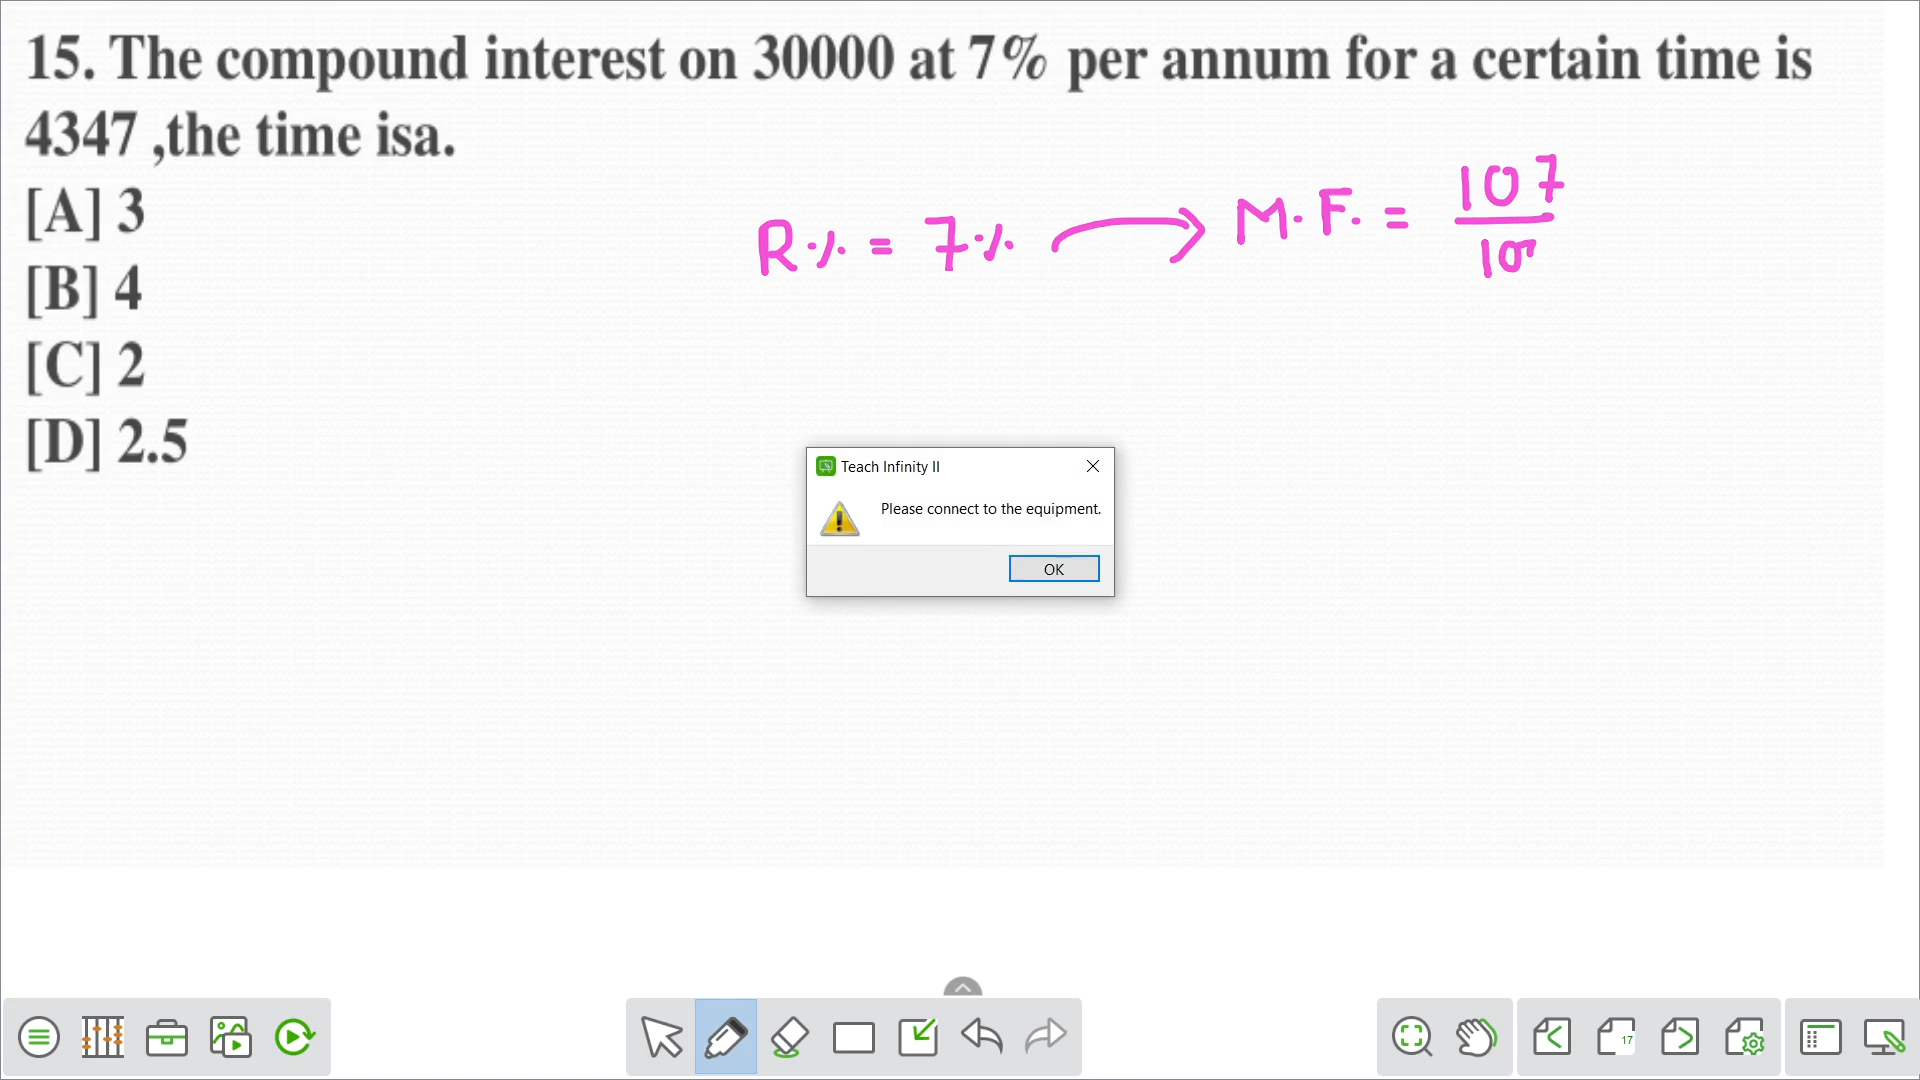 15. The compound interest on 30000 at 7% per annum for a certain time is
4347 ,the time isa.
[A] 3
[B] 4
[C] 2
[D] 2.5
R% = 7% → M.F. = 107
Teach Infinity II
Please connect to the equipment.
OK
17